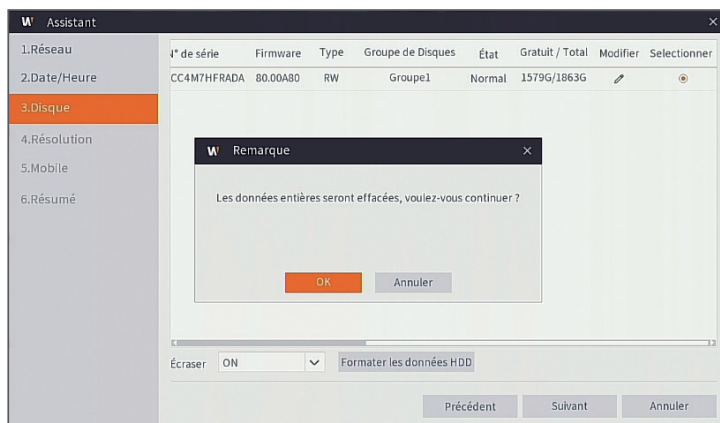 W Assistant
1.Réseau
2.Date/Heure
3.Disque
4.Résolution
5.Mobile
6.Résumé
N° de série Firmware Type Groupe de Disques État Gratuit / Total Modifier Selectionner
CC4M7HFRADA 80.00A80 RW Groupe1 Normal 1579G/1863G
W Remarque
Les données entières seront effacées, voulez-vous continuer ?
OK Annuler
Écraser ON Formater les données HDD
Précédent Suivant Annuler